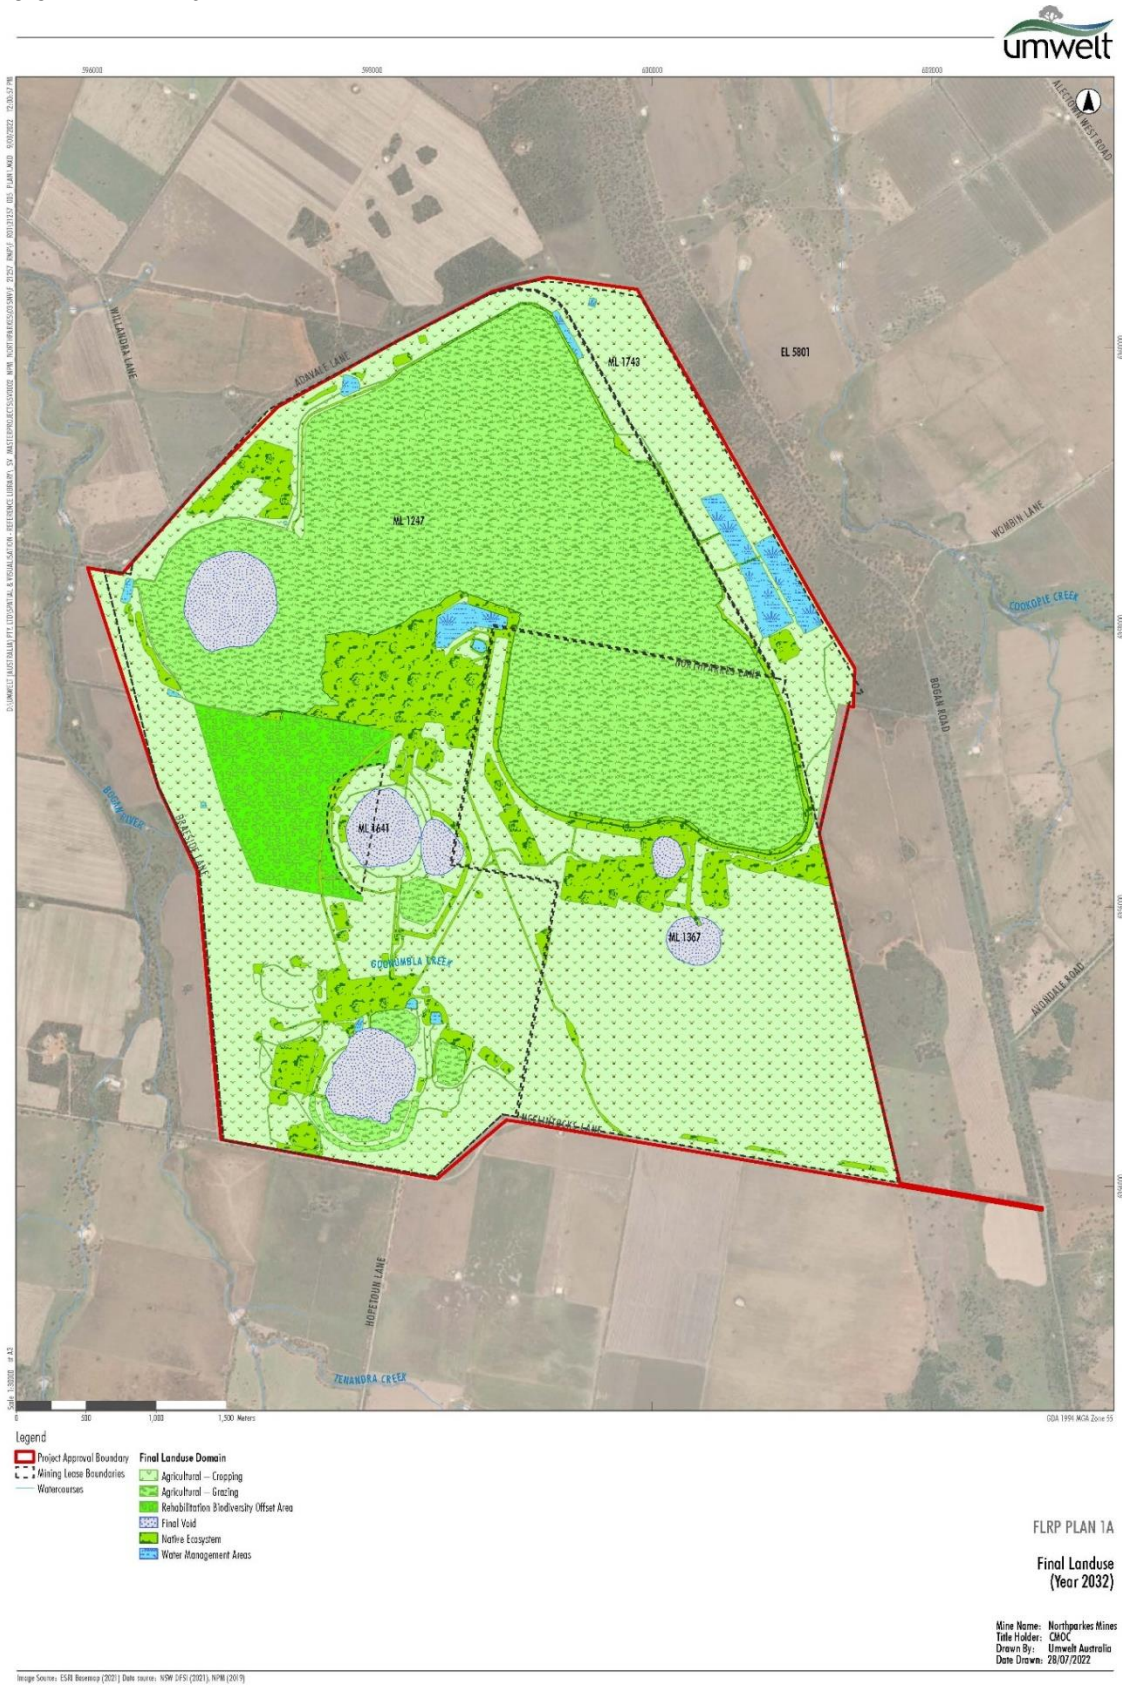 umwelt
396000
398000
600000
602000
ALECTOWN WEST ROAD
WILLANDRA LANE
ADAVALE LANE
ML 1743
EL 5801
ML 1247
WOMBIN LANE
COOKOPIE CREEK
NORTHPARKES LANE
BOGAN ROAD
BOGAN RIVER
BRAESIDE LANE
ML 1641
ML 1367
GOONUMBLA CREEK
AVONDALE ROAD
McCLINTOCKS LANE
HOPETOUN LANE
TENANDRA CREEK
0 500 1,000 1,500 Meters
GDA 1994 MGA Zone 55
Legend
Project Approval Boundary
Mining Lease Boundaries
Watercourses
Final Landuse Domain
Agricultural – Cropping
Agricultural – Grazing
Rehabilitation Biodiversity Offset Area
Final Void
Native Ecosystem
Water Management Areas
FLRP PLAN 1A
Final Landuse
(Year 2032)
Mine Name: Northparkes Mines
Title Holder: CMOC
Drawn By: Umwelt Australia
Date Drawn: 28/07/2022
Image Source: ESRI Basemap (2021) Data source: NSW DFSI (2021), NPM (2019)